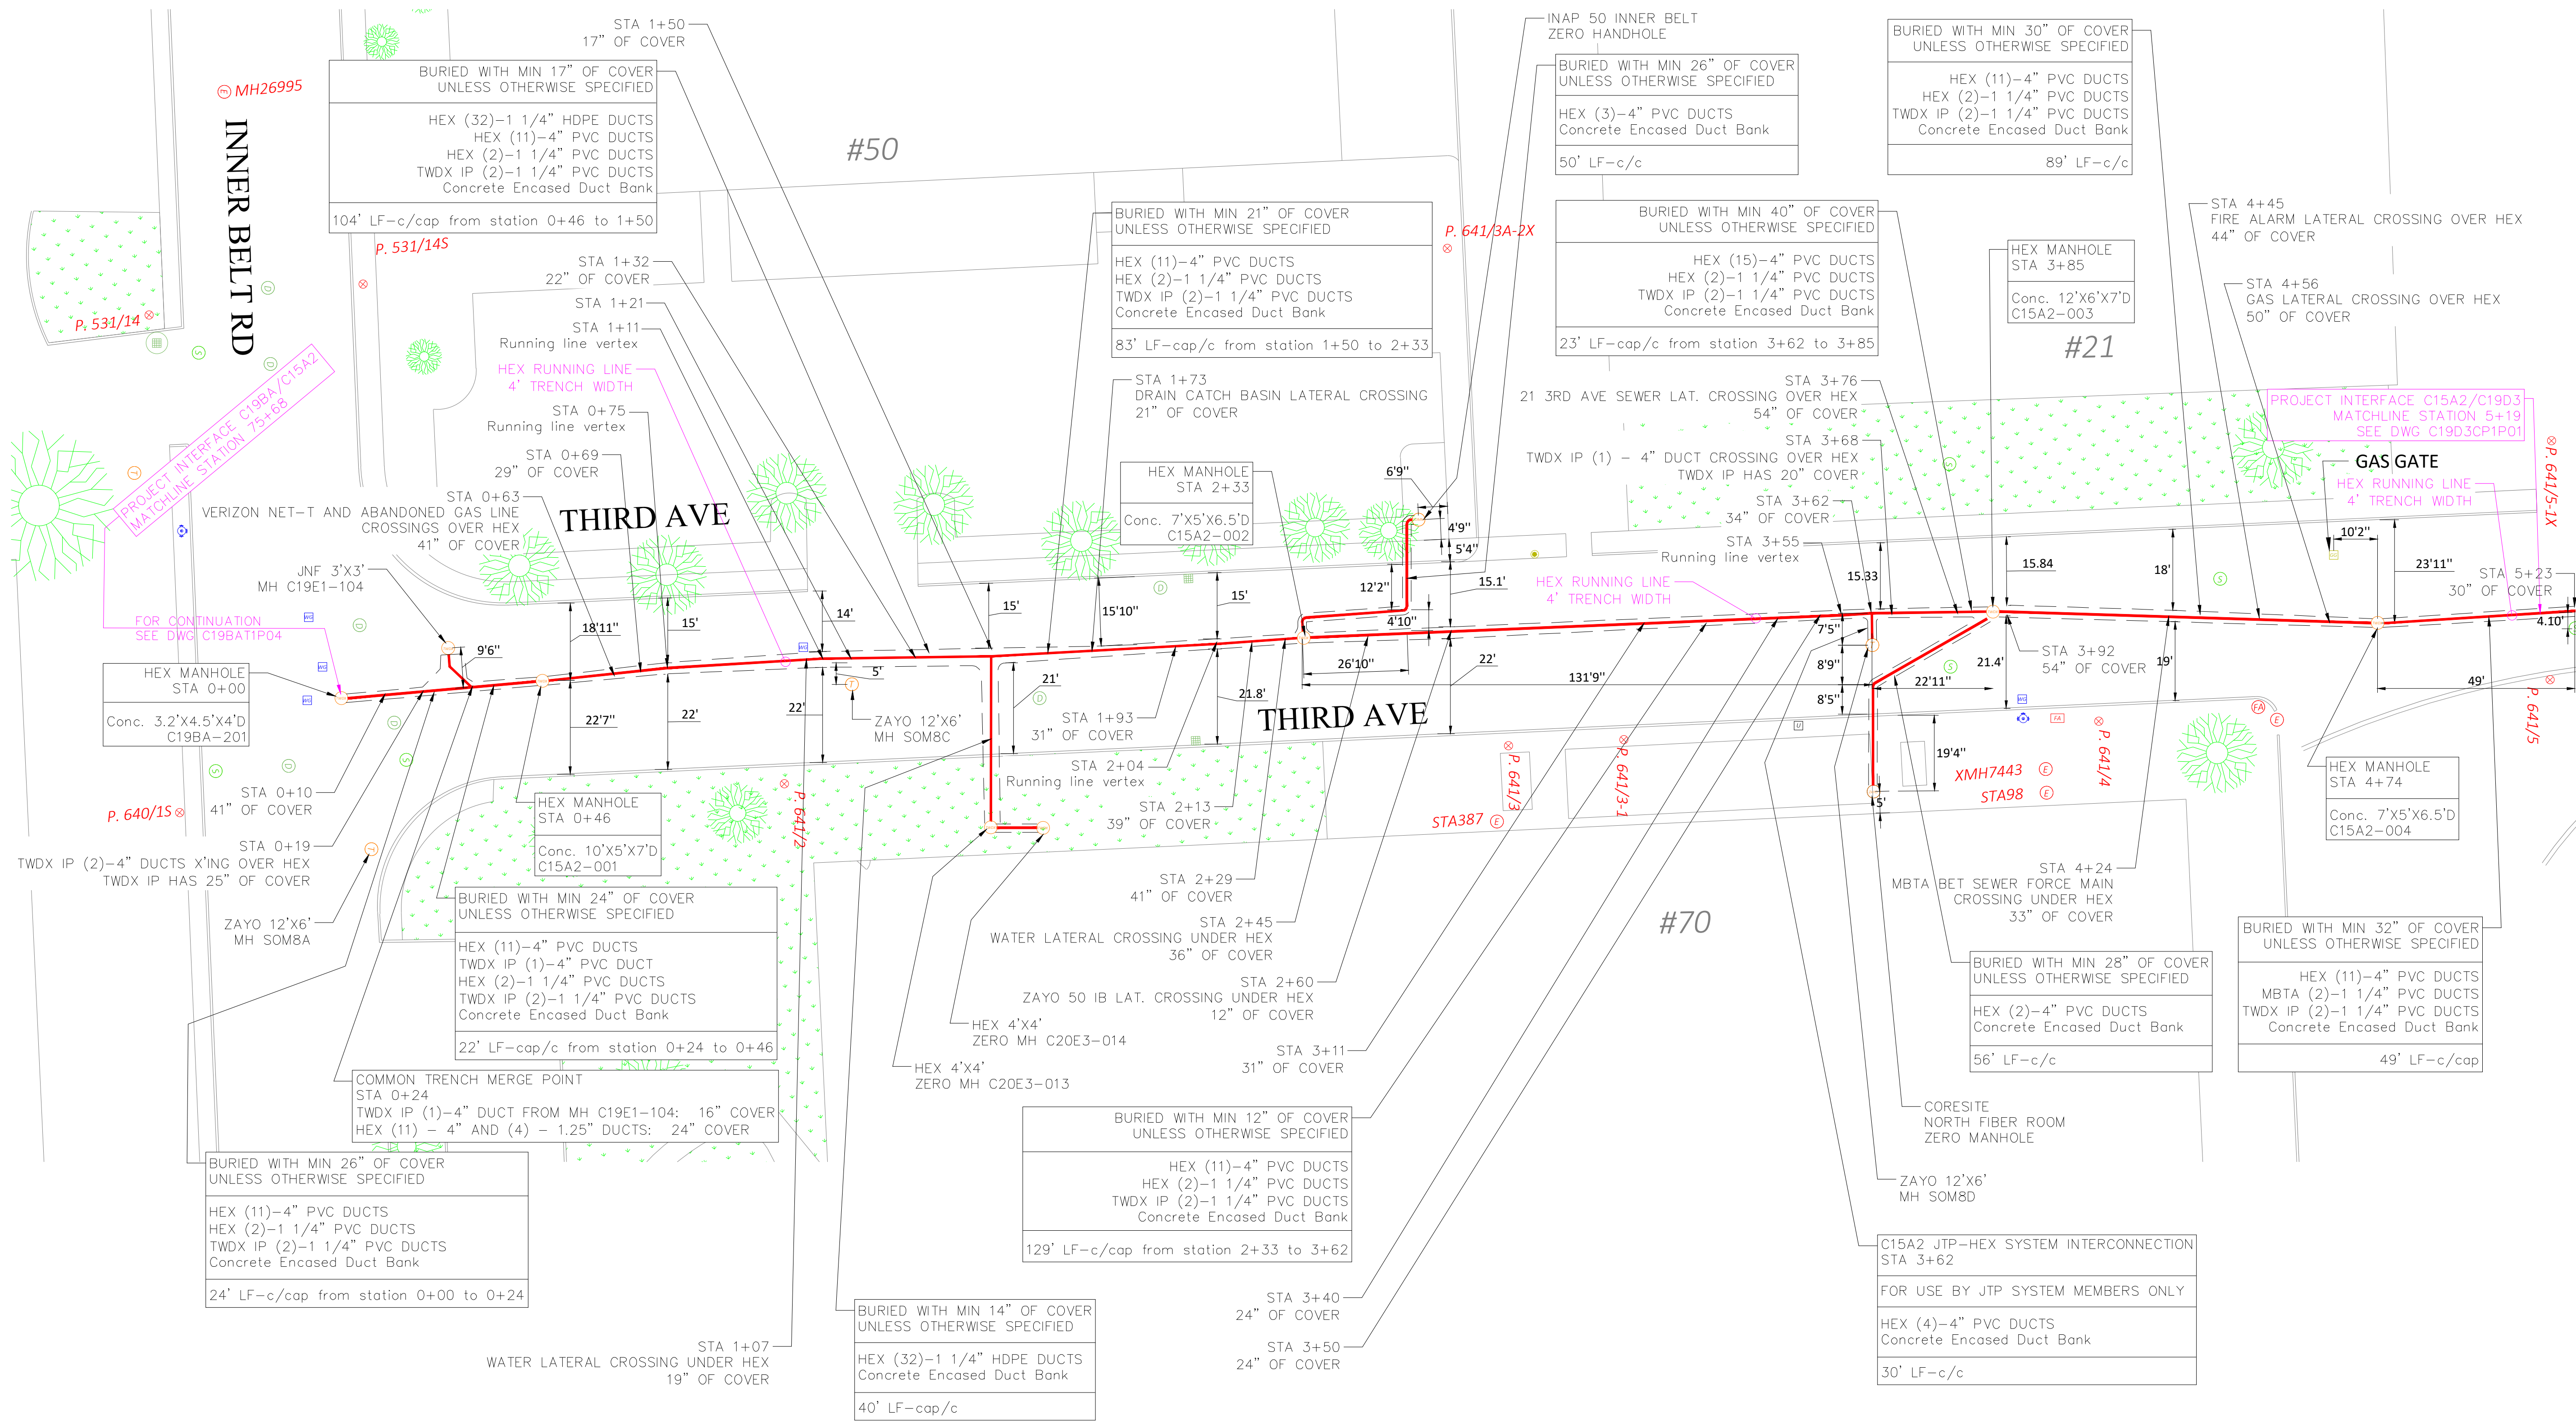 STA 1+50
17" OF COVER
MH26995
INNER BELT RD
BURIED WITH MIN 17" OF COVER
UNLESS OTHERWISE SPECIFIED
HEX (32)-1 1/4" HDPE DUCTS
HEX (11)-4" PVC DUCTS
HEX (2)-1 1/4" PVC DUCTS
TWDX IP (2)-1 1/4" PVC DUCTS
Concrete Encased Duct Bank
104' LF-c/cap from station 0+46 to 1+50
#50
INAP 50 INNER BELT
ZERO HANDHOLE
BURIED WITH MIN 26" OF COVER
UNLESS OTHERWISE SPECIFIED
HEX (3)-4" PVC DUCTS
Concrete Encased Duct Bank
50' LF-c/c
BURIED WITH MIN 30" OF COVER
UNLESS OTHERWISE SPECIFIED
HEX (11)-4" PVC DUCTS
HEX (2)-1 1/4" PVC DUCTS
TWDX IP (2)-1 1/4" PVC DUCTS
Concrete Encased Duct Bank
89' LF-c/c
BURIED WITH MIN 21" OF COVER
UNLESS OTHERWISE SPECIFIED
HEX (11)-4" PVC DUCTS
HEX (2)-1 1/4" PVC DUCTS
TWDX IP (2)-1 1/4" PVC DUCTS
Concrete Encased Duct Bank
83' LF-cap/c from station 1+50 to 2+33
P. 641/3A-2X
BURIED WITH MIN 40" OF COVER
UNLESS OTHERWISE SPECIFIED
HEX (15)-4" PVC DUCTS
HEX (2)-1 1/4" PVC DUCTS
TWDX IP (2)-1 1/4" PVC DUCTS
Concrete Encased Duct Bank
23' LF-cap/c from station 3+62 to 3+85
HEX MANHOLE
STA 3+85
Conc. 12'X6'X7'D
C15A2-003
#21
STA 4+45
FIRE ALARM LATERAL CROSSING OVER HEX
44" OF COVER
STA 4+56
GAS LATERAL CROSSING OVER HEX
50" OF COVER
P. 531/14S
P. 531/14
STA 1+32
22" OF COVER
STA 1+21
STA 1+11
Running line vertex
HEX RUNNING LINE
4' TRENCH WIDTH
STA 0+75
Running line vertex
STA 0+69
29" OF COVER
STA 0+63
VERIZON NET-T AND ABANDONED GAS LINE
CROSSINGS OVER HEX
41" OF COVER
PROJECT INTERFACE C19BA/C15A2
MATCHLINE STATION 75+68
THIRD AVE
JNF 3'X3'
MH C19E1-104
FOR CONTINUATION
SEE DWG C19BAT1P04
HEX MANHOLE
STA 0+00
Conc. 3.2'X4.5'X4'D
C19BA-201
STA 1+73
DRAIN CATCH BASIN LATERAL CROSSING
21" OF COVER
HEX MANHOLE
STA 2+33
Conc. 7'X5'X6.5'D
C15A2-002
STA 3+76
21 3RD AVE SEWER LAT. CROSSING OVER HEX
54" OF COVER
STA 3+68
TWDX IP (1) - 4" DUCT CROSSING OVER HEX
TWDX IP HAS 20" COVER
STA 3+62
34" OF COVER
STA 3+55
Running line vertex
HEX RUNNING LINE
4' TRENCH WIDTH
PROJECT INTERFACE C15A2/C19D3
MATCHLINE STATION 5+19
SEE DWG C19D3CP1P01
GAS GATE
HEX RUNNING LINE
4' TRENCH WIDTH
P. 641/5-1X
STA 5+23
30" OF COVER
9'6"
18'11"
15'
14'
15'
15'10"
15'
12'2"
6'9"
4'9"
5'4"
15.1'
4'10"
15.33
15.84
18'
10'2"
23'11"
4.10'
22'7"
22'
22'
5'
21'
21.8'
26'10"
131'9"
22'
7'5"
8'9"
8'5"
22'11"
21.4'
19'
49'
19'4"
5'
ZAYO 12'X6'
MH SOM8C
THIRD AVE
STA 1+93
31" OF COVER
STA 2+04
Running line vertex
STA 2+13
39" OF COVER
STA 3+92
54" OF COVER
STA 0+10
41" OF COVER
P. 640/1S
STA 0+19
TWDX IP (2)-4" DUCTS X'ING OVER HEX
TWDX IP HAS 25" OF COVER
ZAYO 12'X6'
MH SOM8A
HEX MANHOLE
STA 0+46
Conc. 10'X5'X7'D
C15A2-001
P. 641/2
STA387
P. 641/3
P. 641/3-1
XMH7443
STA98
P. 641/4
P. 641/5
HEX MANHOLE
STA 4+74
Conc. 7'X5'X6.5'D
C15A2-004
BURIED WITH MIN 24" OF COVER
UNLESS OTHERWISE SPECIFIED
HEX (11)-4" PVC DUCTS
TWDX IP (1)-4" PVC DUCT
HEX (2)-1 1/4" PVC DUCTS
TWDX IP (2)-1 1/4" PVC DUCTS
Concrete Encased Duct Bank
22' LF-cap/c from station 0+24 to 0+46
STA 2+29
41" OF COVER
STA 2+45
WATER LATERAL CROSSING UNDER HEX
36" OF COVER
STA 2+60
ZAYO 50 IB LAT. CROSSING UNDER HEX
12" OF COVER
HEX 4'X4'
ZERO MH C20E3-014
HEX 4'X4'
ZERO MH C20E3-013
STA 3+11
31" OF COVER
#70
STA 4+24
MBTA BET SEWER FORCE MAIN
CROSSING UNDER HEX
33" OF COVER
BURIED WITH MIN 28" OF COVER
UNLESS OTHERWISE SPECIFIED
HEX (2)-4" PVC DUCTS
Concrete Encased Duct Bank
56' LF-c/c
BURIED WITH MIN 32" OF COVER
UNLESS OTHERWISE SPECIFIED
HEX (11)-4" PVC DUCTS
MBTA (2)-1 1/4" PVC DUCTS
TWDX IP (2)-1 1/4" PVC DUCTS
Concrete Encased Duct Bank
49' LF-c/cap
COMMON TRENCH MERGE POINT
STA 0+24
TWDX IP (1)-4" DUCT FROM MH C19E1-104: 16" COVER
HEX (11) - 4" AND (4) - 1.25" DUCTS: 24" COVER
BURIED WITH MIN 26" OF COVER
UNLESS OTHERWISE SPECIFIED
HEX (11)-4" PVC DUCTS
HEX (2)-1 1/4" PVC DUCTS
TWDX IP (2)-1 1/4" PVC DUCTS
Concrete Encased Duct Bank
24' LF-c/cap from station 0+00 to 0+24
BURIED WITH MIN 12" OF COVER
UNLESS OTHERWISE SPECIFIED
HEX (11)-4" PVC DUCTS
HEX (2)-1 1/4" PVC DUCTS
TWDX IP (2)-1 1/4" PVC DUCTS
Concrete Encased Duct Bank
129' LF-c/cap from station 2+33 to 3+62
CORESITE
NORTH FIBER ROOM
ZERO MANHOLE
ZAYO 12'X6'
MH SOM8D
C15A2 JTP-HEX SYSTEM INTERCONNECTION
STA 3+62
FOR USE BY JTP SYSTEM MEMBERS ONLY
HEX (4)-4" PVC DUCTS
Concrete Encased Duct Bank
30' LF-c/c
STA 3+40
24" OF COVER
STA 3+50
24" OF COVER
STA 1+07
WATER LATERAL CROSSING UNDER HEX
19" OF COVER
BURIED WITH MIN 14" OF COVER
UNLESS OTHERWISE SPECIFIED
HEX (32)-1 1/4" HDPE DUCTS
Concrete Encased Duct Bank
40' LF-cap/c